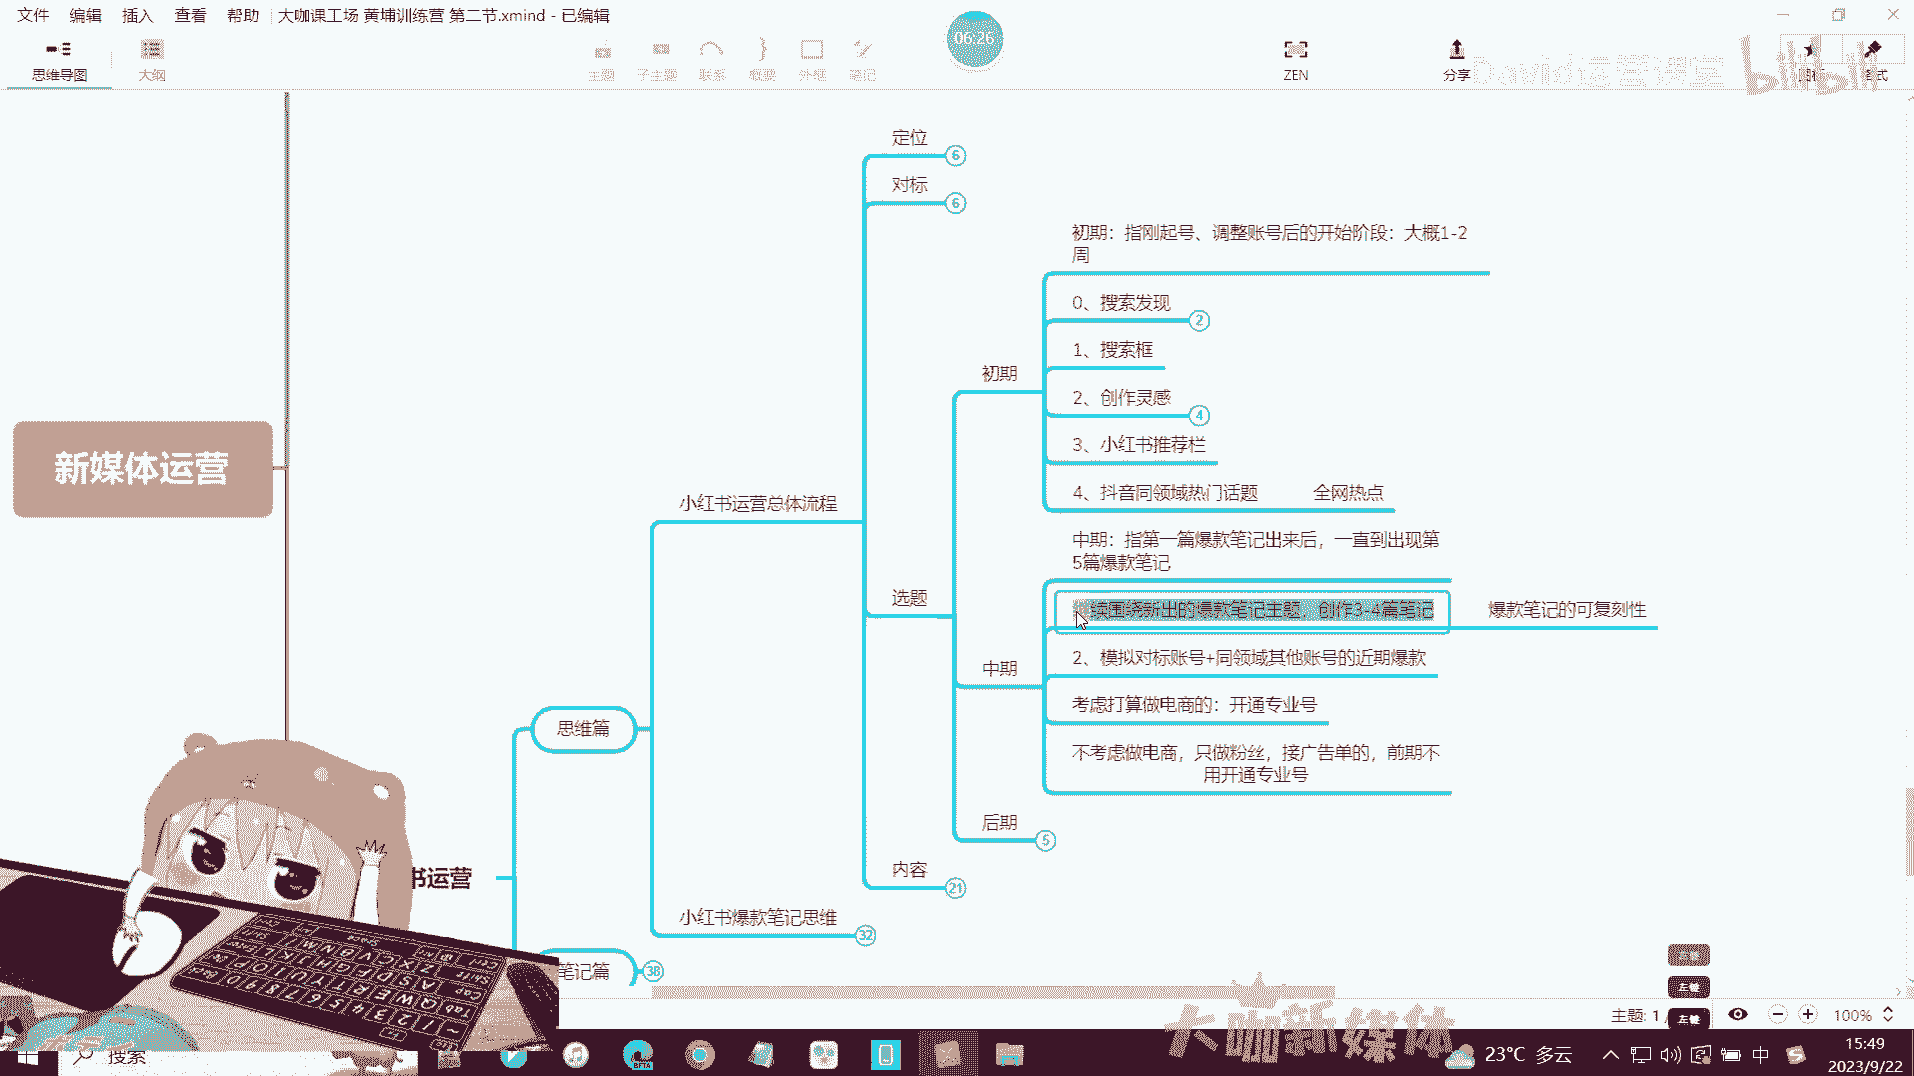 文件 编辑 插入 查看 帮助 大咖课工场 黄埔训练营 第二节.xmind - 已编辑
思维导图 大纲 主题 子主题 联系 概要 外框 笔记 ZEN 分享
06:26
David运营课堂 bilibili
定位 6
对标 6
初期：指刚起号、调整账号后的开始阶段：大概1-2
周
0、搜索发现 2
1、搜索框
初期
2、创作灵感 4
3、小红书推荐栏
4、抖音同领域热门话题 全网热点
新媒体运营
小红书运营总体流程
中期：指第一篇爆款笔记出来后，一直到出现第
5篇爆款笔记
选题
续围绕新出的爆款笔记主题，创作3-4篇笔记 爆款笔记的可复刻性
2、模拟对标账号+同领域其他账号的近期爆款
中期
考虑打算做电商的：开通专业号
思维篇
不考虑做电商，只做粉丝，接广告单的，前期不
用开通专业号
后期 5
内容 21
书运营
小红书爆款笔记思维 32
笔记篇 38
左键
左键
主题: 1 / 100%
大咖新媒体
搜索
23°C 多云 中 15:49
2023/9/22